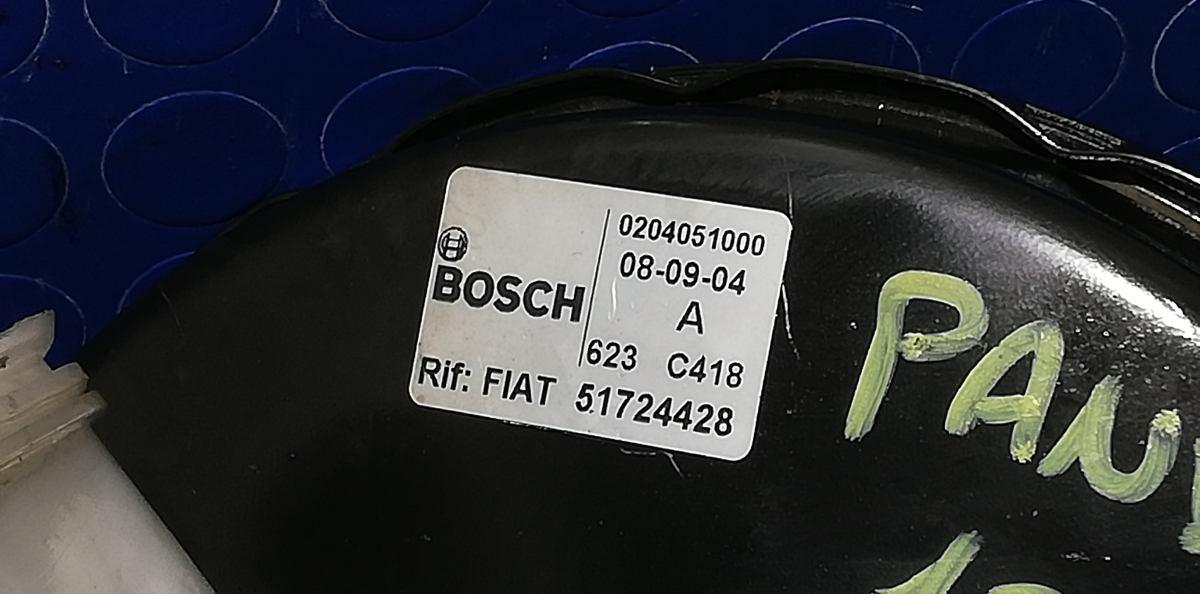 BOSCH
0204051000
08-09-04
A
623 C418
Rif: FIAT 51724428
PAN